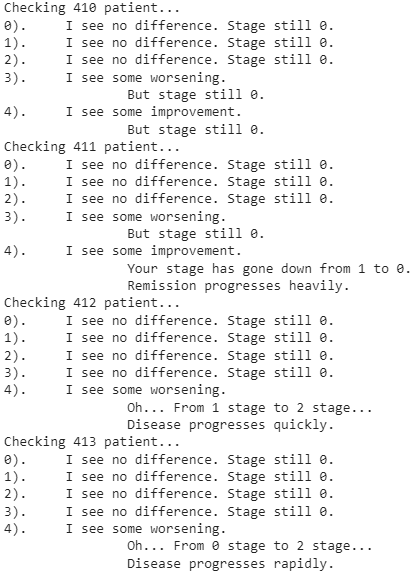 Checking 410 patient...
0). I see no difference. Stage still 0.
1). I see no difference. Stage still 0.
2). I see no difference. Stage still 0.
3). I see some worsening.
But stage still 0.
4). I see some improvement.
But stage still 0.
Checking 411 patient...
0). I see no difference. Stage still 0.
1). I see no difference. Stage still 0.
2). I see no difference. Stage still 0.
3). I see some worsening.
But stage still 0.
4). I see some improvement.
Your stage has gone down from 1 to 0.
Remission progresses heavily.
Checking 412 patient...
0). I see no difference. Stage still 0.
1). I see no difference. Stage still 0.
2). I see no difference. Stage still 0.
3). I see no difference. Stage still 0.
4). I see some worsening.
Oh... From 1 stage to 2 stage...
Disease progresses quickly.
Checking 413 patient...
0). I see no difference. Stage still 0.
1). I see no difference. Stage still 0.
2). I see no difference. Stage still 0.
3). I see no difference. Stage still 0.
4). I see some worsening.
Oh... From 0 stage to 2 stage...
Disease progresses rapidly.